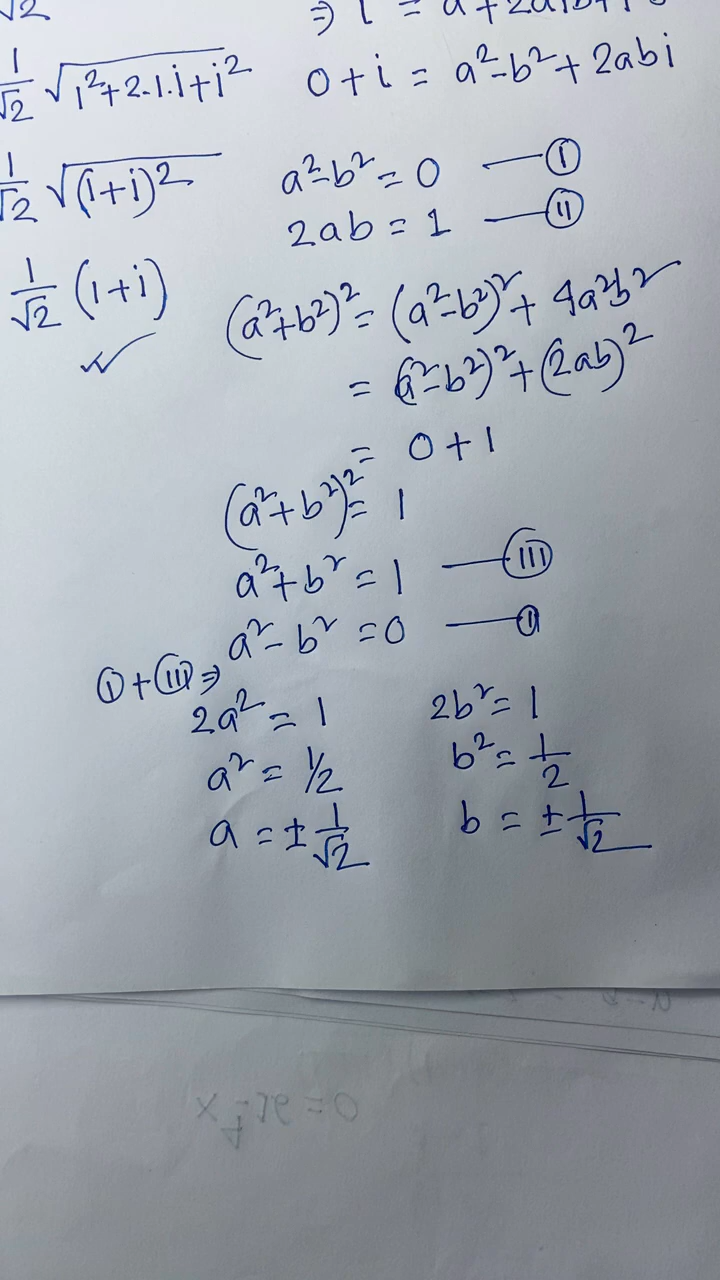 √2
1/√2 √1²+2.1.i+i²
1/√2 √(1+i)²
1/√2 (1+i)
0+i = a²-b²+2abi
a²-b²=0 — (i)
2ab = 1 — (ii)
(a²+b²)² = (a²-b²)²+ 4a²b²
= (a²-b²)²+(2ab)²
= 0+1
(a²+b²)² = 1
a²+b² = 1 — (iii)
a²-b² =0 — (i)
(i)+(iii)⇒
2a² = 1
a² = 1/2
a = ± 1/√2
2b² = 1
b² = 1/2
b = ± 1/√2